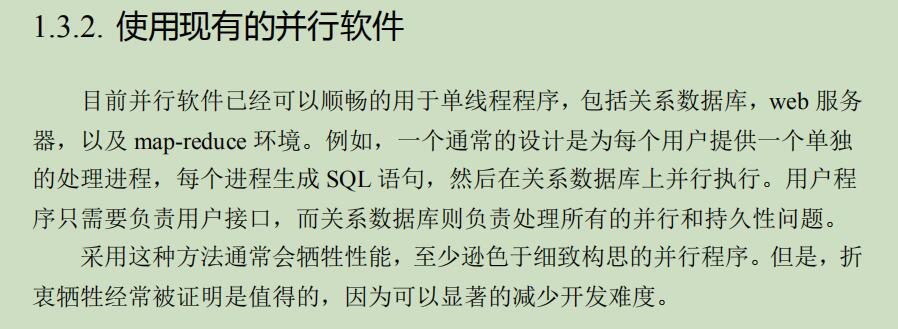 1.3.2. 使用现有的并行软件
目前并行软件已经可以顺畅的用于单线程程序，包括关系数据库，web 服务
器，以及 map-reduce 环境。例如，一个通常的设计是为每个用户提供一个单独
的处理进程，每个进程生成 SQL 语句，然后在关系数据库上并行执行。用户程
序只需要负责用户接口，而关系数据库则负责处理所有的并行和持久性问题。
采用这种方法通常会牺牲性能，至少逊色于细致构思的并行程序。但是，折
衷牺牲经常被证明是值得的，因为可以显著的减少开发难度。